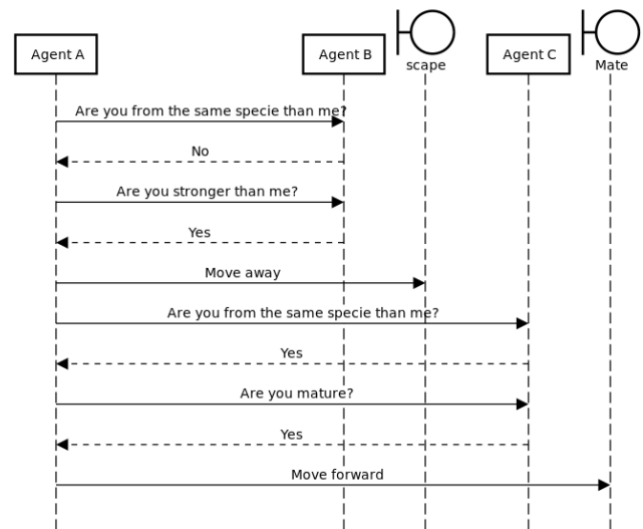 Agent A
Agent B
scape
Agent C
Mate
Are you from the same specie than me?
No
Are you stronger than me?
Yes
Move away
Are you from the same specie than me?
Yes
Are you mature?
Yes
Move forward